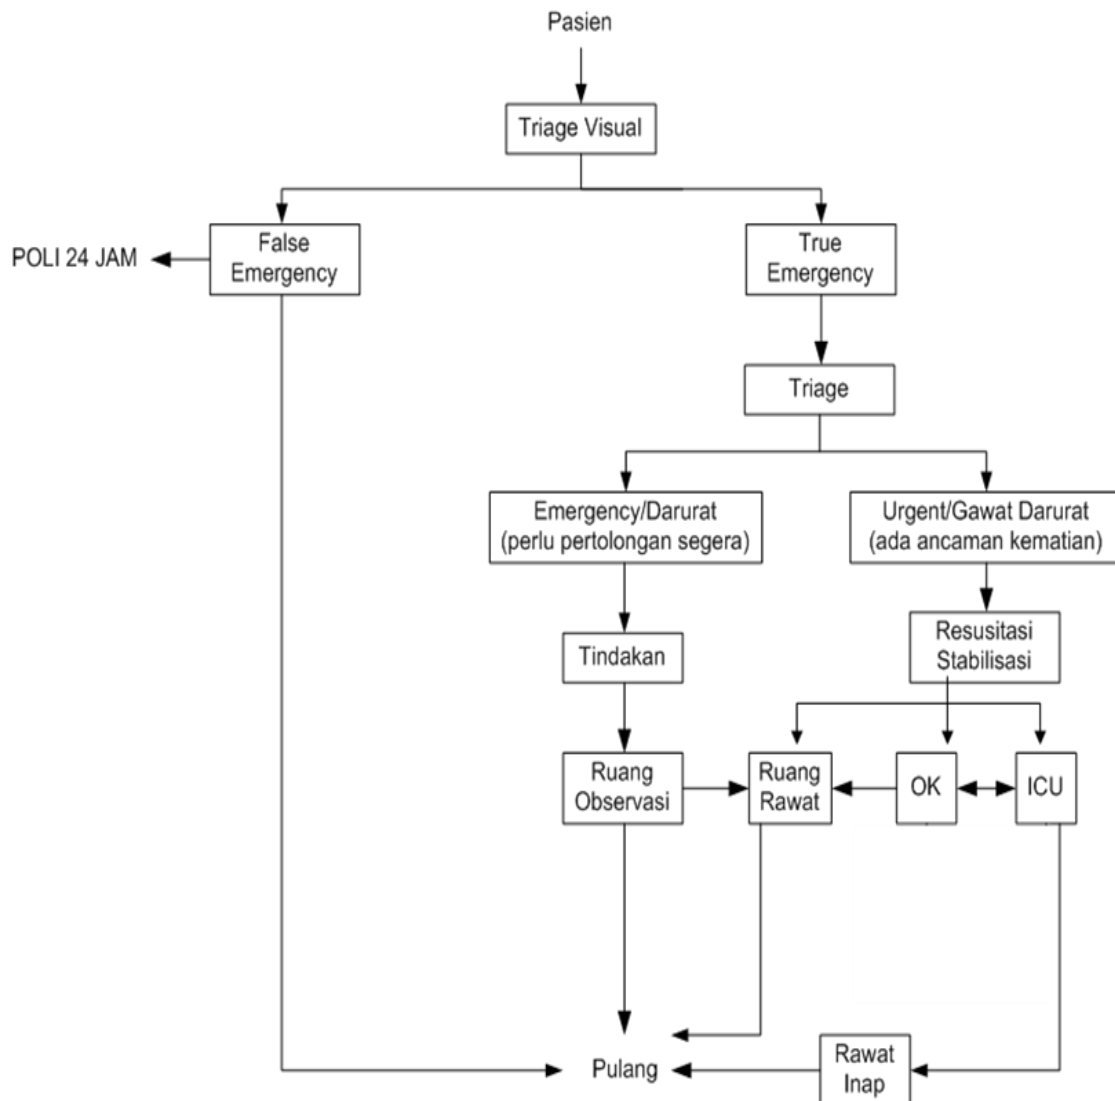 Pasien
Triage Visual
False
Emergency
True
Emergency
POLI 24 JAM
Triage
Emergency/Darurat
(perlu pertolongan segera)
Urgent/Gawat Darurat
(ada ancaman kematian)
Tindakan
Resusitasi
Stabilisasi
Ruang
Observasi
Ruang
Rawat
OK
ICU
Pulang
Rawat
Inap